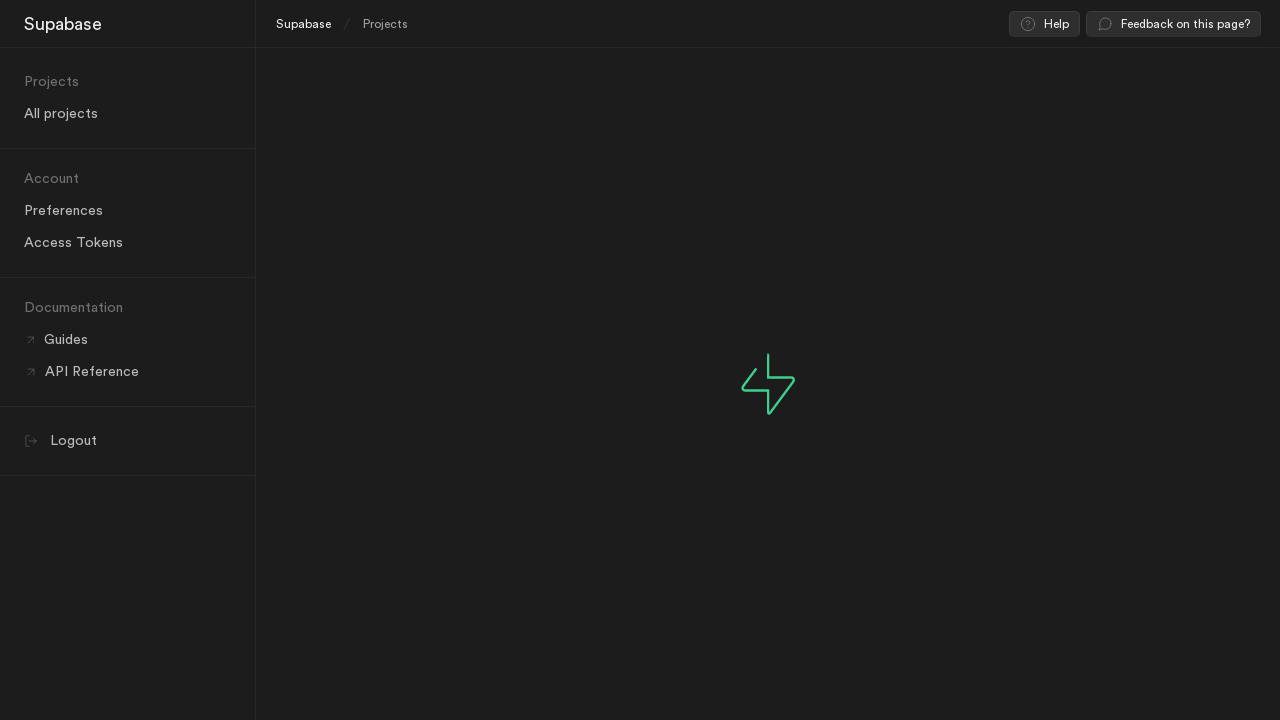 Supabase
Supabase / Projects
Help
Feedback on this page?
Projects
All projects
Account
Preferences
Access Tokens
Documentation
Guides
API Reference
Logout